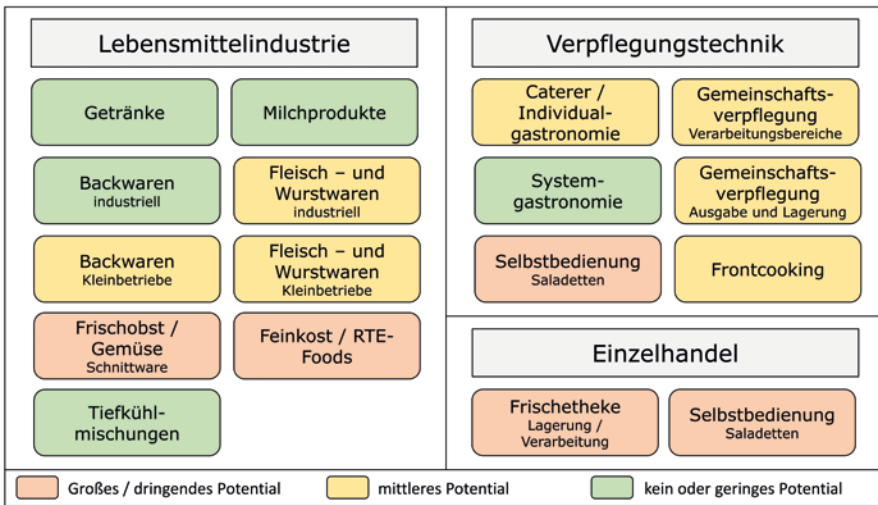 Lebensmittelindustrie
Getränke
Milchprodukte
Backwaren
industriell
Fleisch – und
Wurstwaren
industriell
Backwaren
Kleinbetriebe
Fleisch – und
Wurstwaren
Kleinbetriebe
Frischobst /
Gemüse
Schnittware
Feinkost / RTE-
Foods
Tiefkühl-
mischungen
Verpflegungstechnik
Caterer /
Individual-
gastronomie
Gemeinschafts-
verpflegung
Verarbeitungsbereiche
System-
gastronomie
Gemeinschafts-
verpflegung
Ausgabe und Lagerung
Selbstbedienung
Saladetten
Frontcooking
Einzelhandel
Frischetheke
Lagerung /
Verarbeitung
Selbstbedienung
Saladetten
Großes / dringendes Potential
mittleres Potential
kein oder geringes Potential